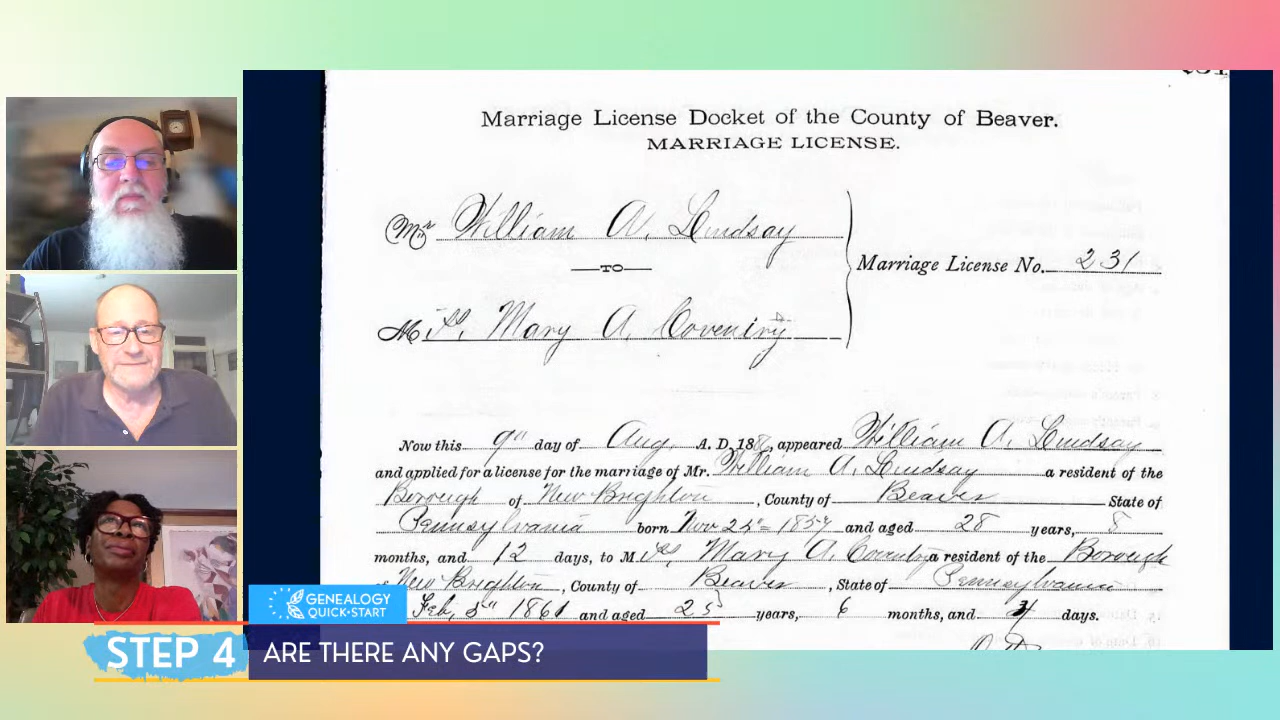 Marriage License Docket of the County of Beaver.
MARRIAGE LICENSE.
Mr William A. Lindsay
TO
Marriage License No. 231
Miss. Mary A. Coventry
Now this 9th day of Aug. A. D. 1886, appeared William A. Lindsay
and applied for a license for the marriage of Mr. William A. Lindsay a resident of the
Borough of New Brighton, County of Beaver State of
Pennsylvania born Nov 25th 1857 and aged 28 years, 8
months, and 12 days, to Miss, Mary A. Coventry a resident of the Borough
New Brighton, County of Beaver, State of Pennsylvania
Feb, 5th 1861 and aged 25 years, 6 months, and 4 days.
GENEALOGY
QUICK★START
STEP 4 ARE THERE ANY GAPS?